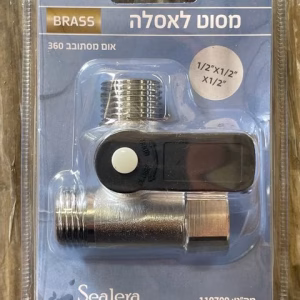 מסוט לאסלה
BRASS
אום מסתובב 360
1/2"X1/2"
X1/2"
Sealera